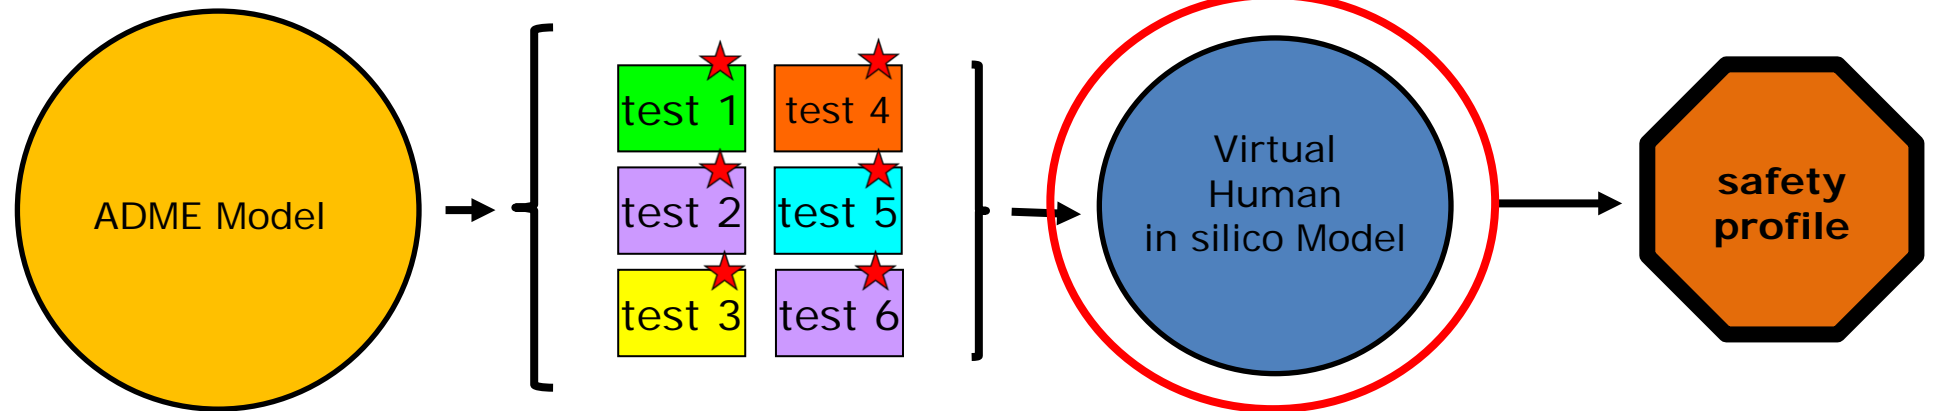 ADME Model
test 1
test 4
test 2
test 5
test 3
test 6
Virtual
Human
in silico Model
safety
profile